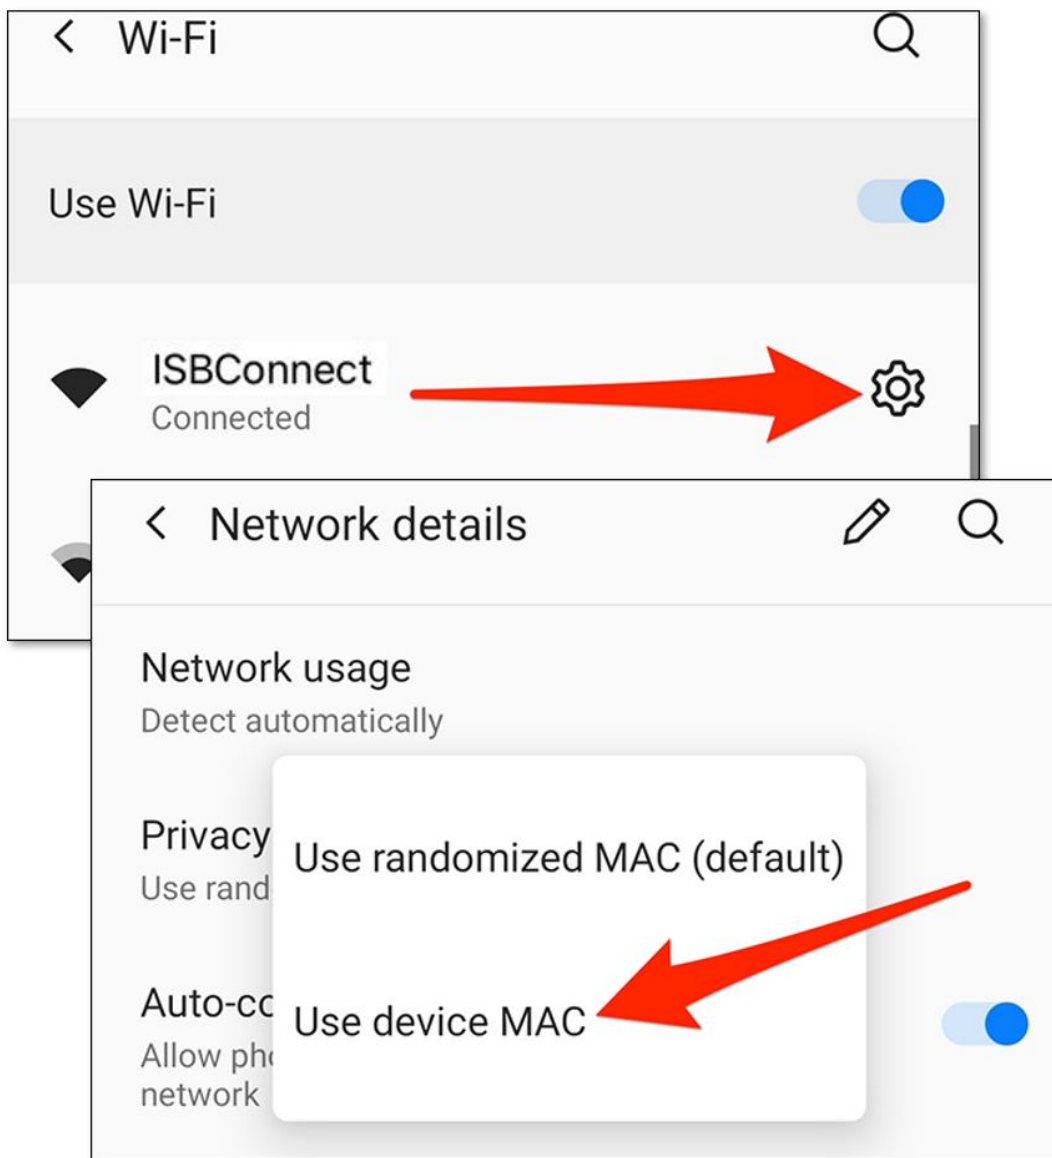 Wi-Fi
Use Wi-Fi
ISBConnect
Connected
Network details
Network usage
Detect automatically
Privacy
Use rand
Use randomized MAC (default)
Auto-co
Use device MAC
Allow pho
network